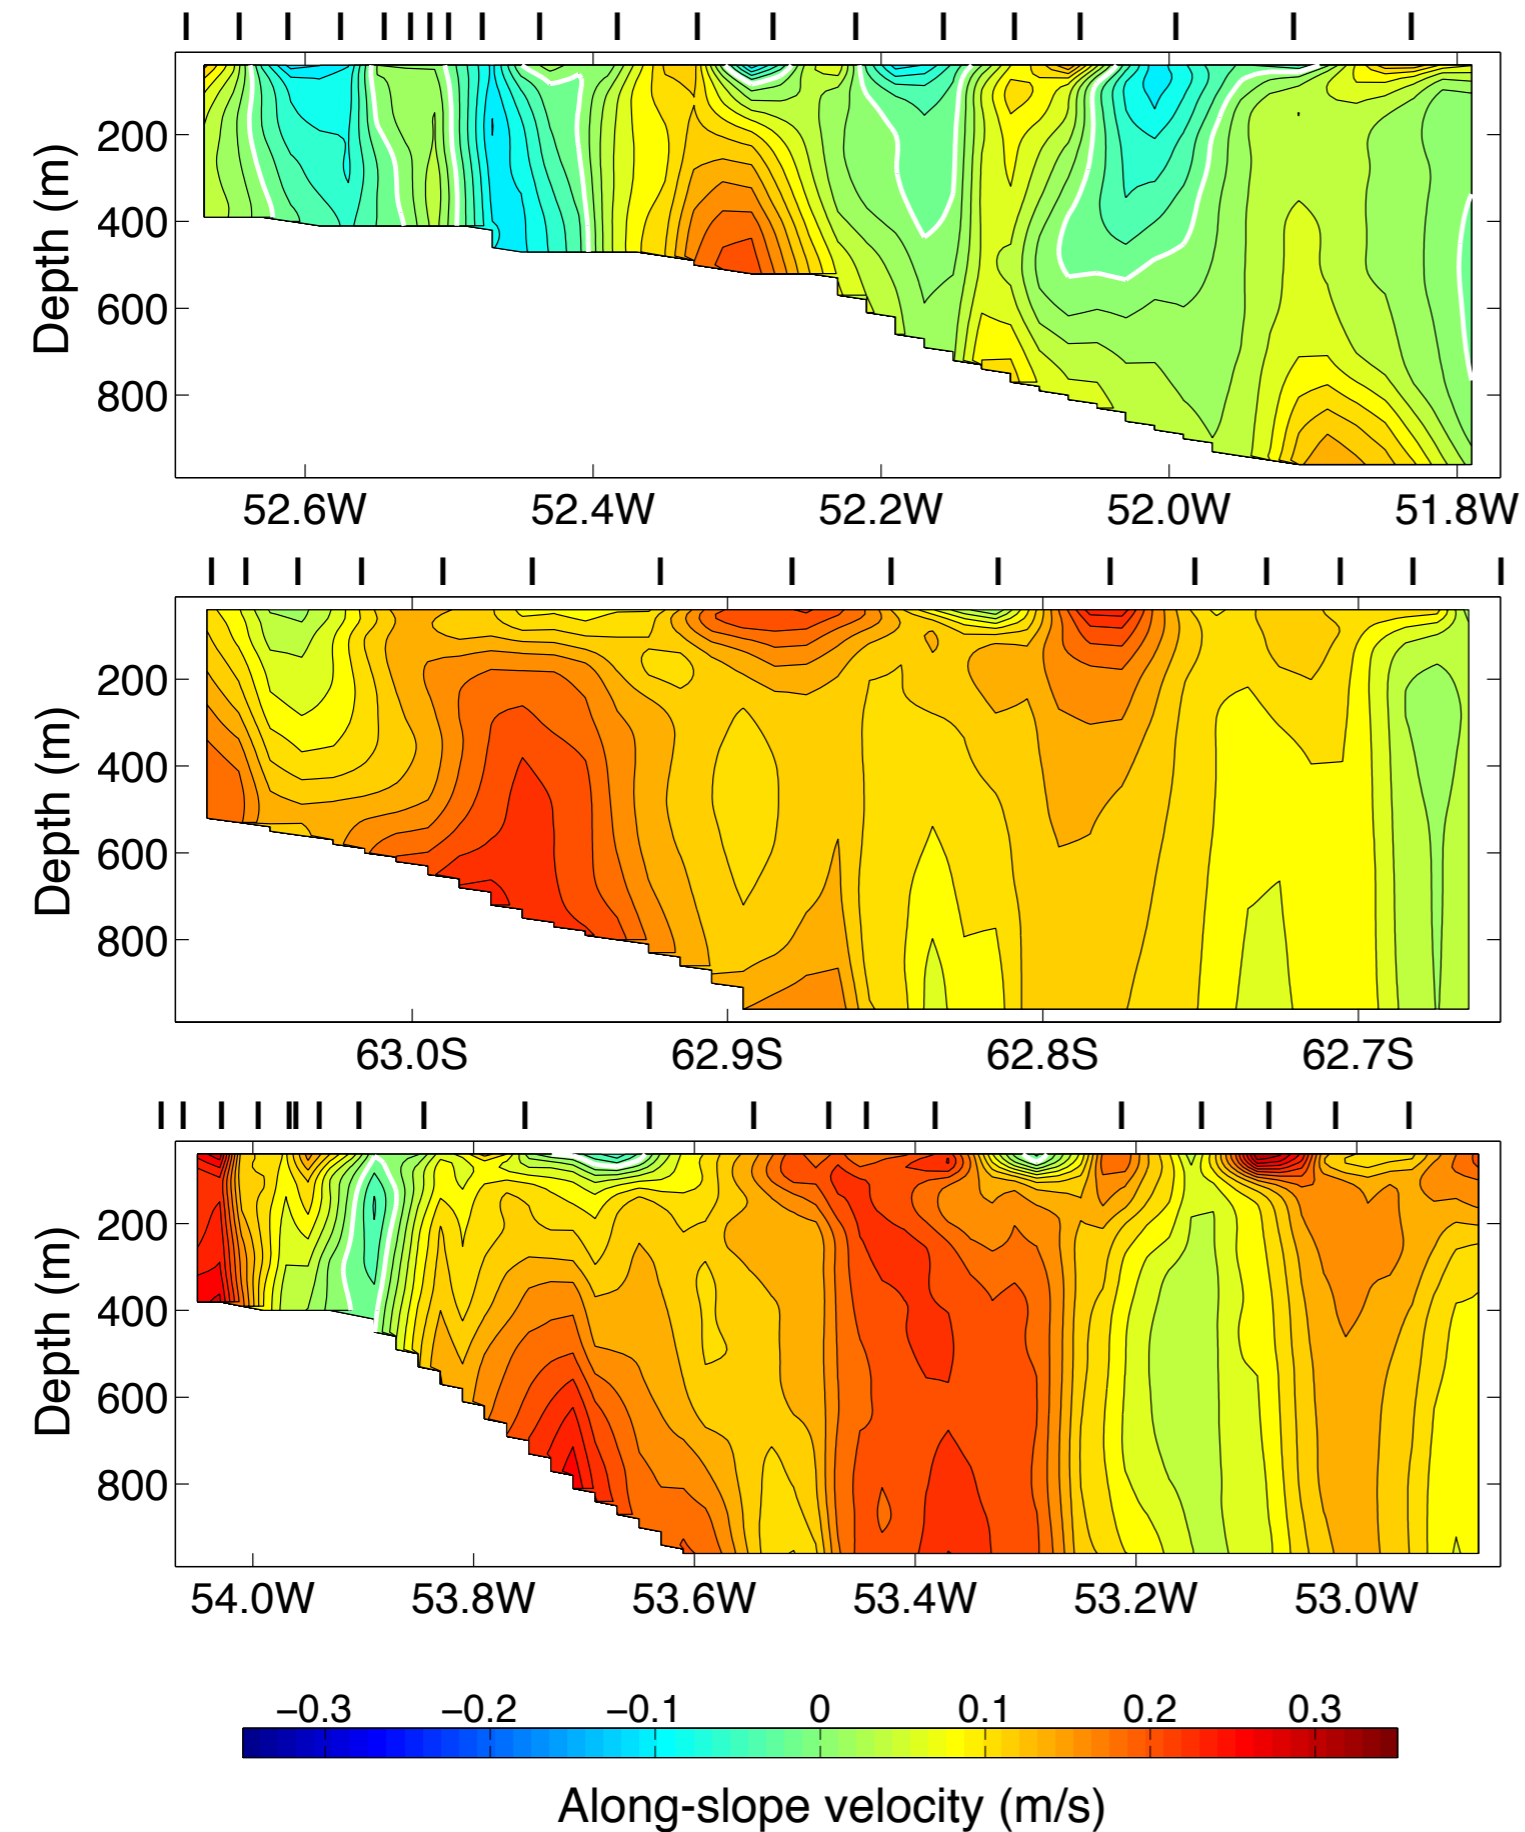 Depth (m)
200
400
600
800
52.6W 52.4W 52.2W 52.0W 51.8W
Depth (m)
200
400
600
800
63.0S 62.9S 62.8S 62.7S
Depth (m)
200
400
600
800
54.0W 53.8W 53.6W 53.4W 53.2W 53.0W
−0.3 −0.2 −0.1 0 0.1 0.2 0.3
Along-slope velocity (m/s)